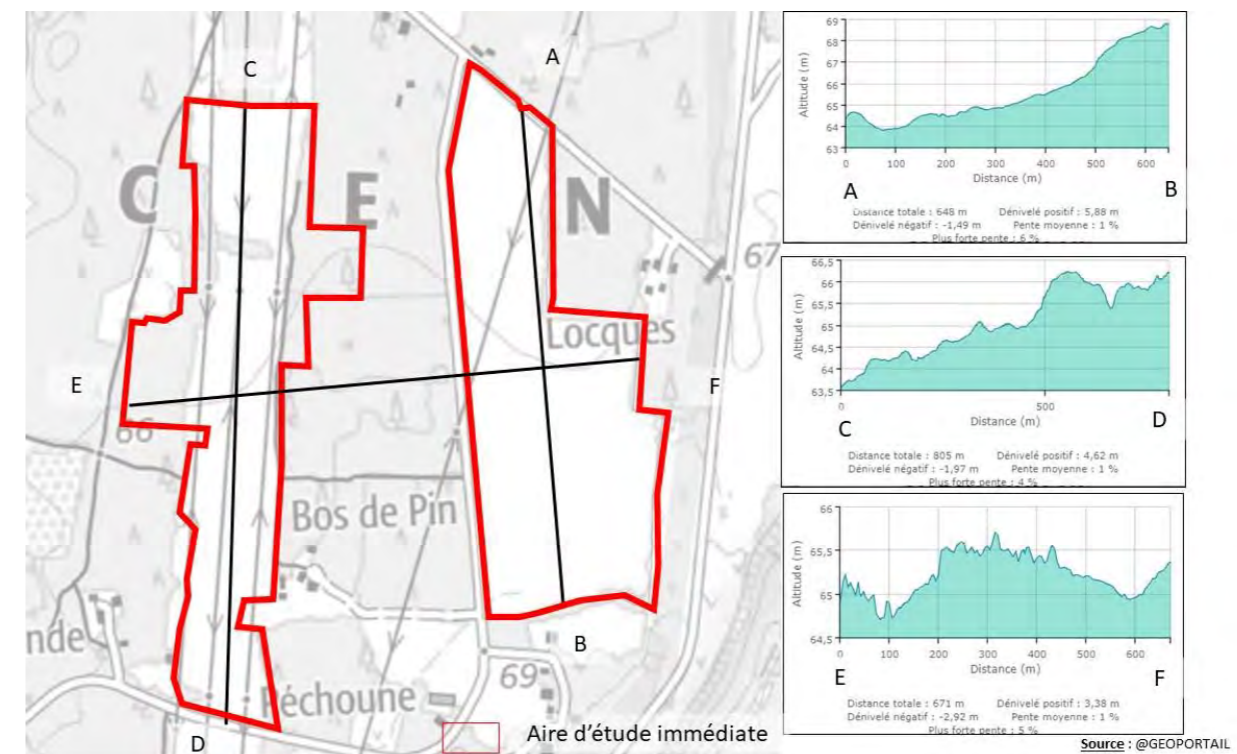 C
A
C
E
N
67
Locques
E
F
66
Bos de Pin
nde
B
69
Péchoune
D
Aire d'étude immédiate
69
68
67
66
65
64
63
Altitude (m)
0 100 200 300 400 500 600
Distance (m)
A B
Distance totale : 648 m Dénivelé positif : 5,88 m
Dénivelé négatif : -1,49 m Pente moyenne : 1 %
Plus forte pente : 6 %
66,5
66
65,5
65
64,5
64
63,5
Altitude (m)
0 500
Distance (m)
C D
Distance totale : 805 m Dénivelé positif : 4,62 m
Dénivelé négatif : -1,97 m Pente moyenne : 1 %
Plus forte pente : 4 %
66
65,5
65
64,5
Altitude (m)
0 100 200 300 400 500 600
Distance (m)
E F
Distance totale : 671 m Dénivelé positif : 3,38 m
Dénivelé négatif : -2,92 m Pente moyenne : 1 %
Plus forte pente : 5 %
Source : @GEOPORTAIL